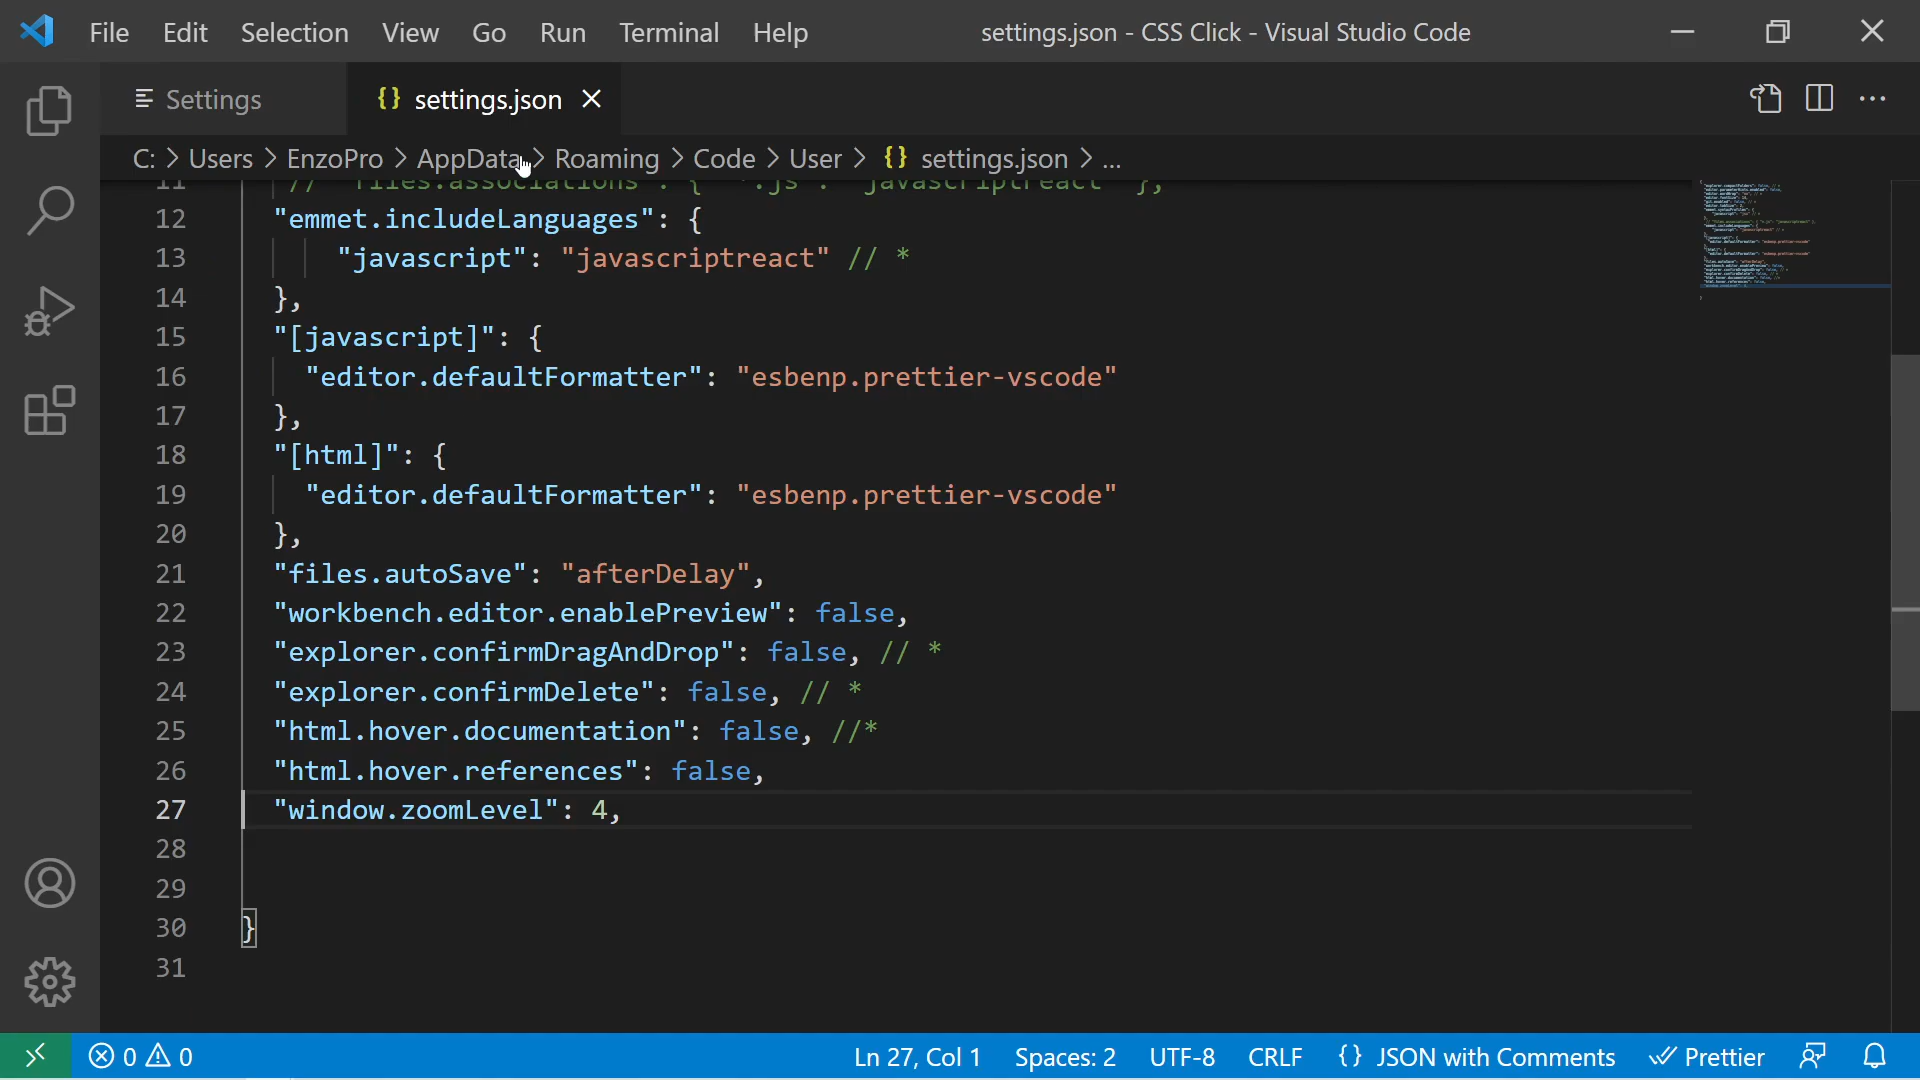 File Edit Selection View Go Run Terminal Help settings.json - CSS Click - Visual Studio Code
Settings {} settings.json
C: > Users > EnzoPro > AppData > Roaming > Code > User > {} settings.json > ...
11 // "files.associations": { "*.js": "javascriptreact" },
12 "emmet.includeLanguages": {
13 "javascript": "javascriptreact" // *
14 },
15 "[javascript]": {
16 "editor.defaultFormatter": "esbenp.prettier-vscode"
17 },
18 "[html]": {
19 "editor.defaultFormatter": "esbenp.prettier-vscode"
20 },
21 "files.autoSave": "afterDelay",
22 "workbench.editor.enablePreview": false,
23 "explorer.confirmDragAndDrop": false, // *
24 "explorer.confirmDelete": false, // *
25 "html.hover.documentation": false, //*
26 "html.hover.references": false,
27 "window.zoomLevel": 4,
28
29
30 }
31
0 0 Ln 27, Col 1 Spaces: 2 UTF-8 CRLF {} JSON with Comments Prettier